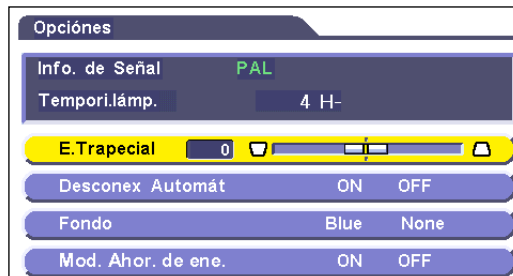 Opciónes
Info. de Señal PAL
Tempori.lámp. 4 H-
E.Trapecial 0
Desconex Automát ON OFF
Fondo Blue None
Mod. Ahor. de ene. ON OFF